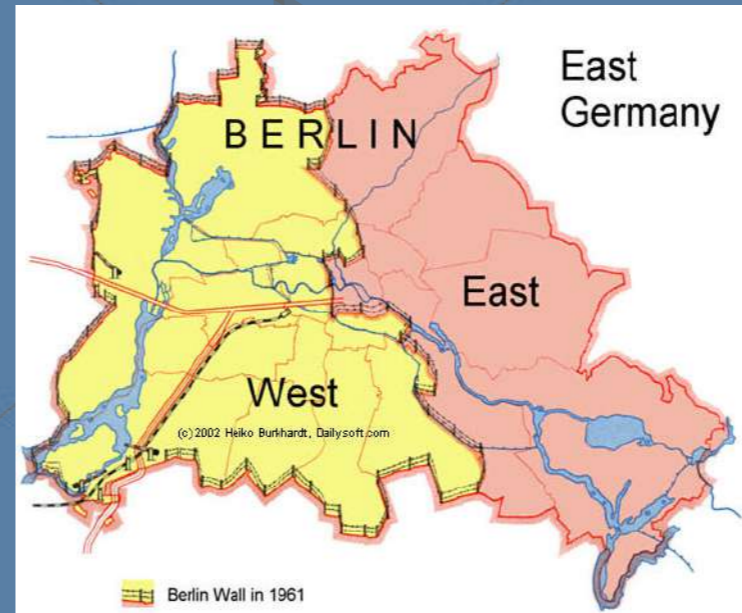 East
Germany
BERLIN
East
West
(c)2002 Heiko Burkhardt, Dailysoft.com
Berlin Wall in 1961